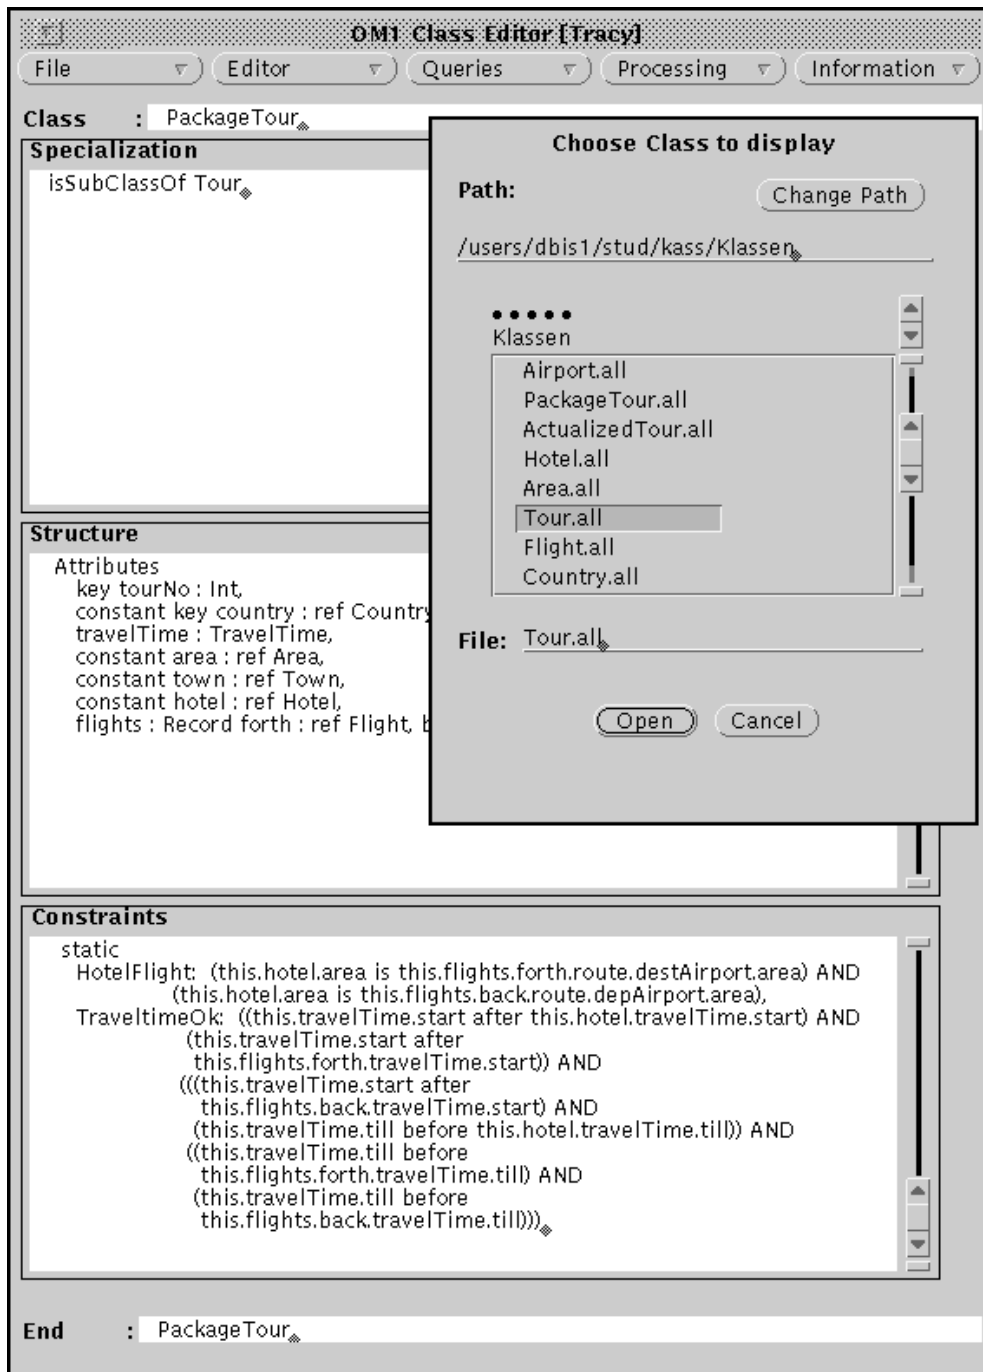 OM1 Class Editor [Tracy]
File Editor Queries Processing Information
Class : PackageTour
Specialization
isSubClassOf Tour
Choose Class to display
Path:
Change Path
/users/dbis1/stud/kass/Klassen
Klassen
Airport.all
PackageTour.all
ActualizedTour.all
Hotel.all
Area.all
Tour.all
Flight.all
Country.all
File: Tour.all
Open Cancel
Structure
Attributes
key tourNo : Int,
constant key country : ref Country
travelTime : TravelTime,
constant area : ref Area,
constant town : ref Town,
constant hotel : ref Hotel,
flights : Record forth : ref Flight, b
Constraints
static
HotelFlight: (this.hotel.area is this.flights.forth.route.destAirport.area) AND
(this.hotel.area is this.flights.back.route.depAirport.area),
TraveltimeOk: ((this.travelTime.start after this.hotel.travelTime.start) AND
(this.travelTime.start after
this.flights.forth.travelTime.start)) AND
(((this.travelTime.start after
this.flights.back.travelTime.start) AND
(this.travelTime.till before this.hotel.travelTime.till)) AND
((this.travelTime.till before
this.flights.forth.travelTime.till) AND
(this.travelTime.till before
this.flights.back.travelTime.till)))
End : PackageTour